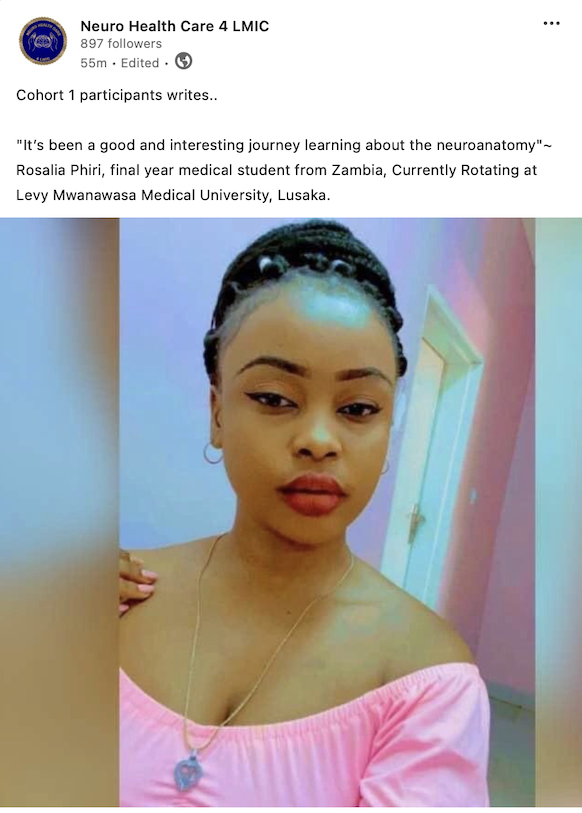 Neuro Health Care 4 LMIC
897 followers
55m • Edited •
Cohort 1 participants writes..
"It's been a good and interesting journey learning about the neuroanatomy"~
Rosalia Phiri, final year medical student from Zambia, Currently Rotating at
Levy Mwanawasa Medical University, Lusaka.